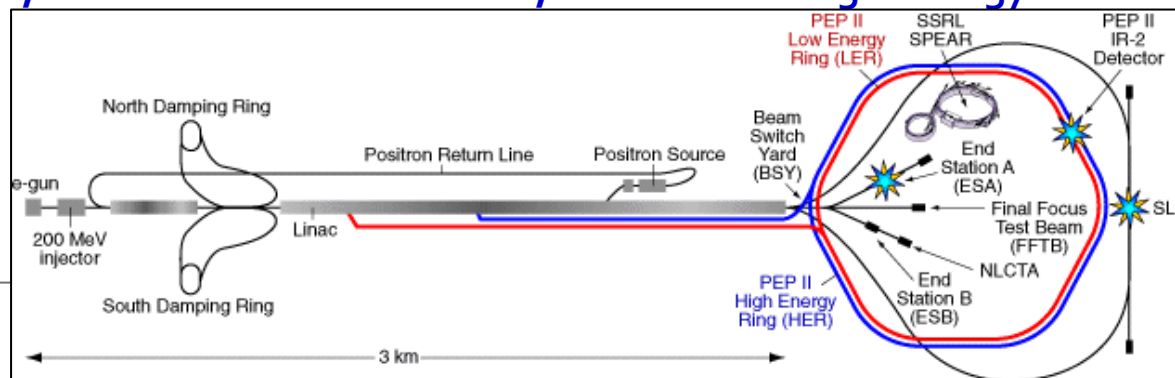 PEP II
Low Energy
Ring (LER)
SSRL
SPEAR
PEP II
IR-2
Detector
North Damping Ring
Positron Return Line
Positron Source
Beam
Switch
Yard
(BSY)
End
Station A
(ESA)
e-gun
200 MeV
injector
Linac
Final Focus
Test Beam
(FFTB)
SL
NLCTA
End
Station B
(ESB)
South Damping Ring
PEP II
High Energy
Ring (HER)
3 km